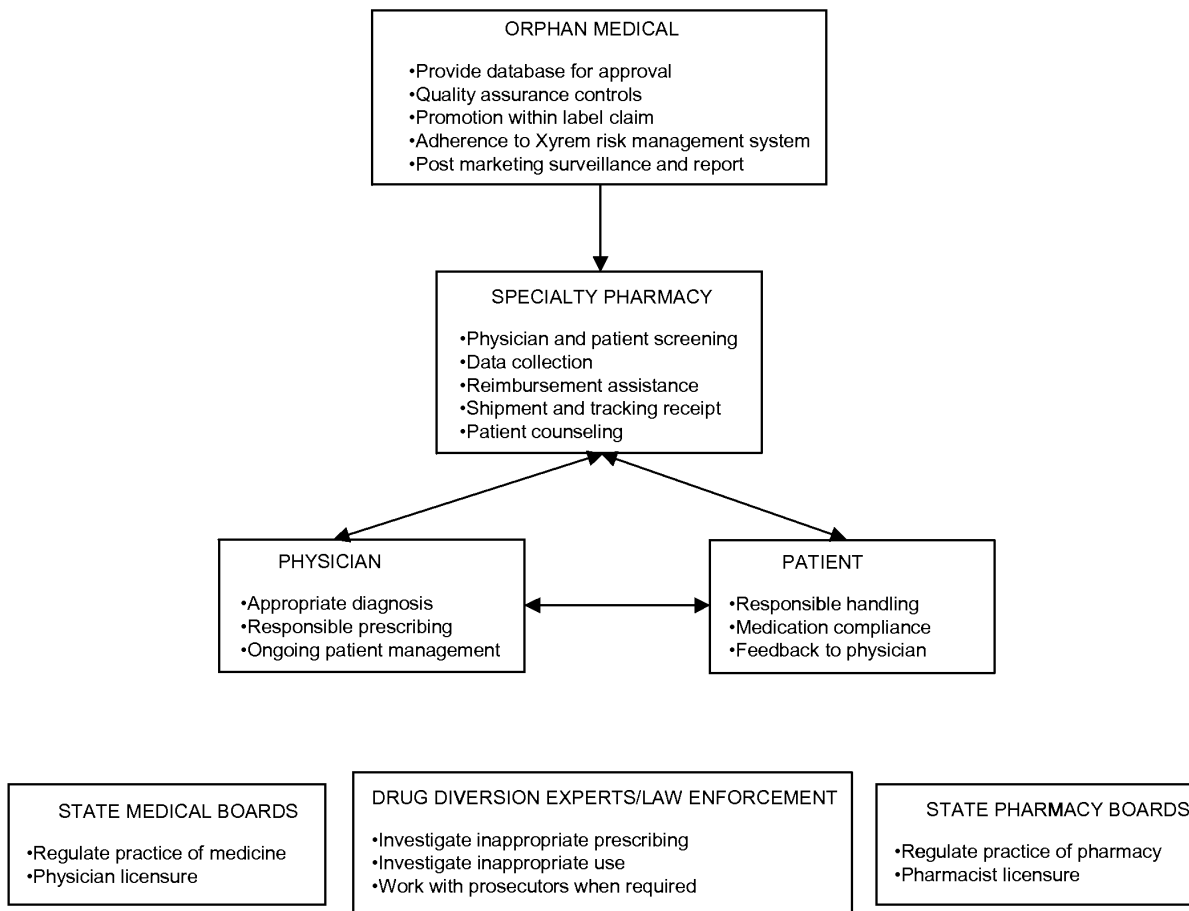 ORPHAN MEDICAL
•Provide database for approval
•Quality assurance controls
•Promotion within label claim
•Adherence to Xyrem risk management system
•Post marketing surveillance and report
SPECIALTY PHARMACY
•Physician and patient screening
•Data collection
•Reimbursement assistance
•Shipment and tracking receipt
•Patient counseling
PHYSICIAN
•Appropriate diagnosis
•Responsible prescribing
•Ongoing patient management
PATIENT
•Responsible handling
•Medication compliance
•Feedback to physician
STATE MEDICAL BOARDS
•Regulate practice of medicine
•Physician licensure
DRUG DIVERSION EXPERTS/LAW ENFORCEMENT
•Investigate inappropriate prescribing
•Investigate inappropriate use
•Work with prosecutors when required
STATE PHARMACY BOARDS
•Regulate practice of pharmacy
•Pharmacist licensure